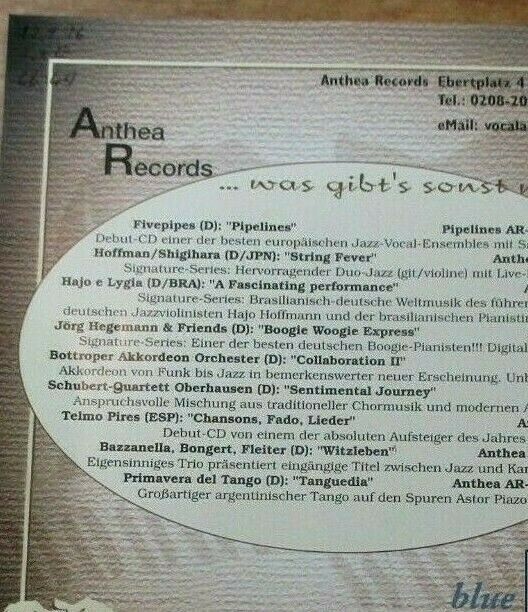 Anthea Records Ebertplatz 4
Tel.: 0208-20
eMail: vocala
Anthea
Records
... was gibt's sonst n
Fivepipes (D): "Pipelines" Pipelines AR-
Debut-CD einer der besten europäischen Jazz-Vocal-Ensembles mit Sa
Hoffman/Shigihara (D/JPN): "String Fever" Anthe
Signature-Series: Hervorragender Duo-Jazz (git/violine) mit Live-
Hajo e Lygia (D/BRA): "A Fascinating performance" A
Signature-Series: Brasilianisch-deutsche Weltmusik des führen
deutschen Jazzviolinisten Hajo Hoffmann und der brasilianischen Pianistin
Jörg Hegemann & Friends (D): "Boogie Woogie Express"
Signature-Series: Einer der besten deutschen Boogie-Pianisten!!! Digital
Bottroper Akkordeon Orchester (D): "Collaboration II"
Akkordeon von Funk bis Jazz in bemerkenswerter neuer Erscheinung. Unb
Schubert-Quartett Oberhausen (D): "Sentimental Journey"
Anspruchsvolle Mischung aus traditioneller Chormusik und modernen A
Telmo Pires (ESP): "Chansons, Fado, Lieder" An
Debut-CD von einem der absoluten Aufsteiger des Jahres
Bazzanella, Bongert, Fleiter (D): "Witzleben" Anthea
Eigensinniges Trio präsentiert eingängige Titel zwischen Jazz und Kam
Primavera del Tango (D): "Tanguedia" Anthea AR-
Großartiger argentinischer Tango auf den Spuren Astor Piazo
blue